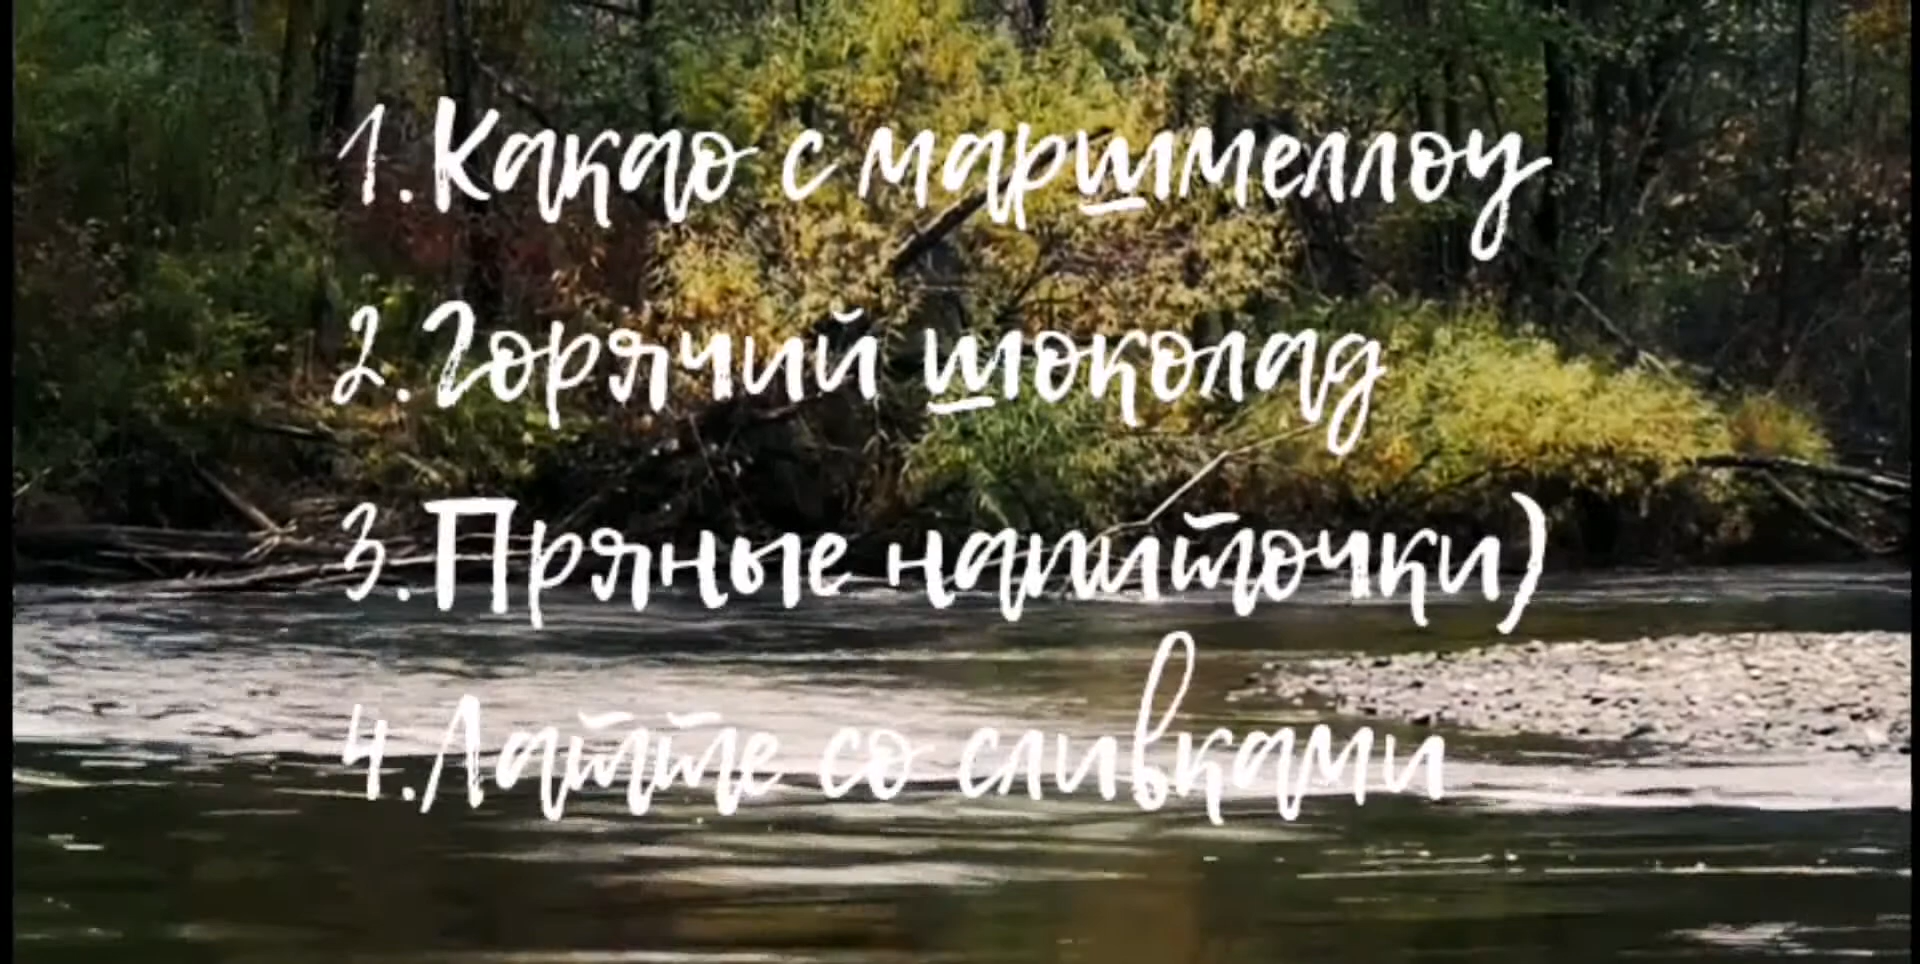 1. Какао с маршмеллоу
2. Горячий шоколад
3. Пряные напиточки)
4. Латте со сливками